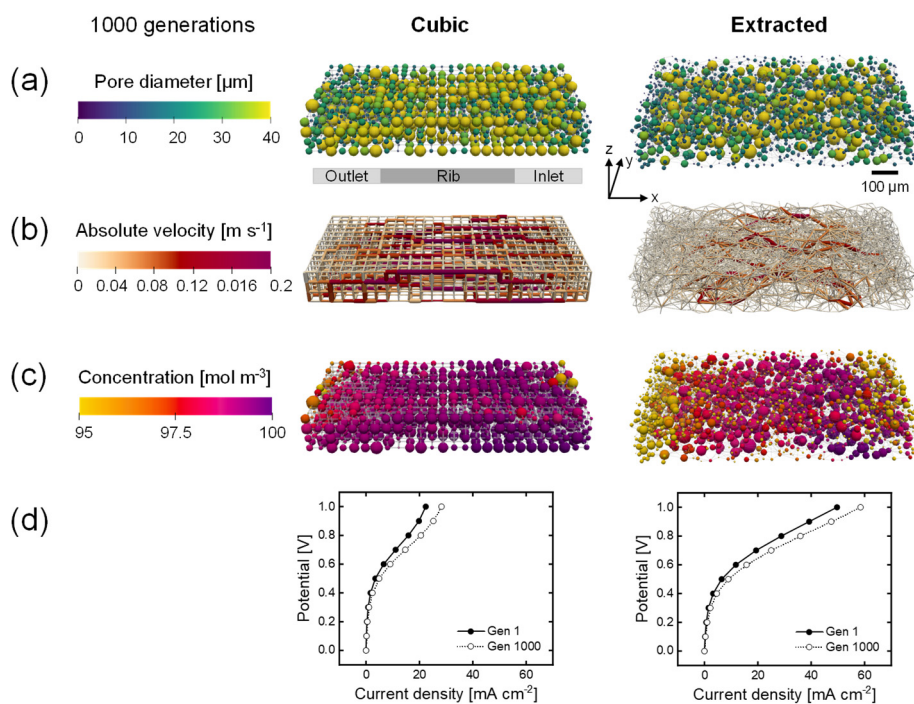 1000 generations
Cubic
Extracted
(a)
Pore diameter [µm]
0 10 20 30 40
Outlet Rib Inlet
z
y
x
100 µm
(b)
Absolute velocity [m s⁻¹]
0 0.04 0.08 0.12 0.016 0.2
(c)
Concentration [mol m⁻³]
95 97.5 100
(d)
Potential [V]
1.0
0.8
0.6
0.4
0.2
0.0
Gen 1
Gen 1000
0 20 40 60
Current density [mA cm⁻²]
Potential [V]
1.0
0.8
0.6
0.4
0.2
0.0
Gen 1
Gen 1000
0 20 40 60
Current density [mA cm⁻²]